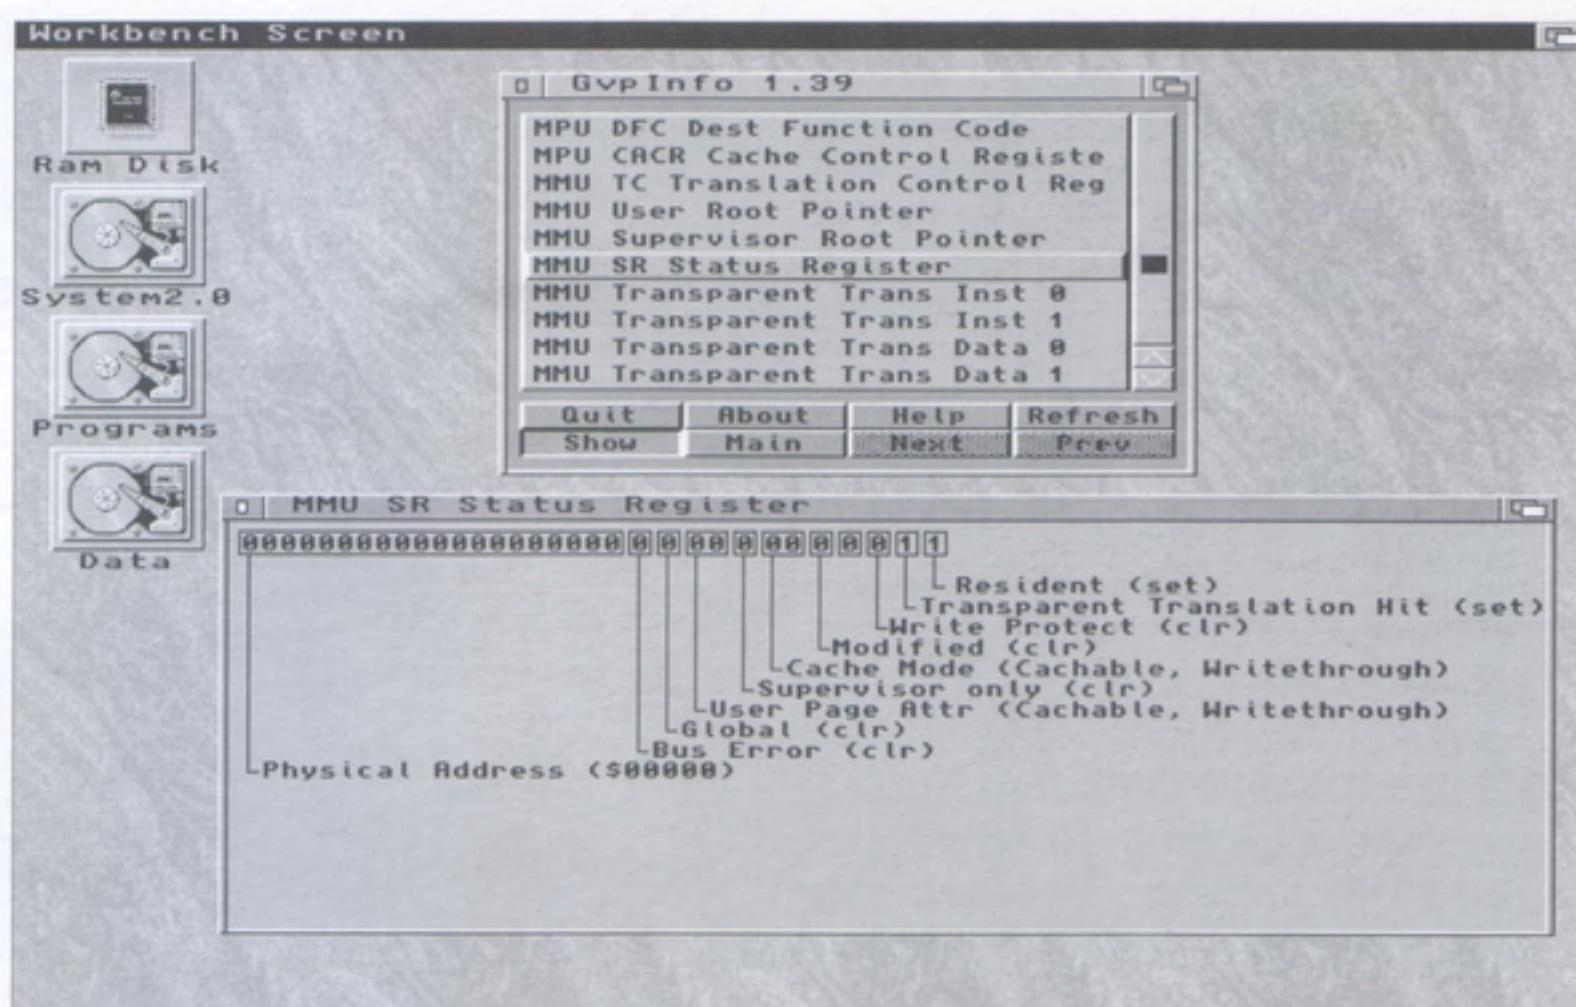 Workbench Screen
Ram Disk
System2.0
Programs
Data
GvpInfo 1.39
MPU DFC Dest Function Code
MPU CACR Cache Control Registe
MMU TC Translation Control Reg
MMU User Root Pointer
MMU Supervisor Root Pointer
MMU SR Status Register
MMU Transparent Trans Inst 0
MMU Transparent Trans Inst 1
MMU Transparent Trans Data 0
MMU Transparent Trans Data 1
Quit About Help Refresh
Show Main Next Prev
MMU SR Status Register
00000000000000000000 0 0 00 0 00 0 0 0 1 1
Resident (set)
Transparent Translation Hit (set)
Write Protect (clr)
Modified (clr)
Cache Mode (Cachable, Writethrough)
Supervisor only (clr)
User Page Attr (Cachable, Writethrough)
Global (clr)
Bus Error (clr)
Physical Address ($00000)